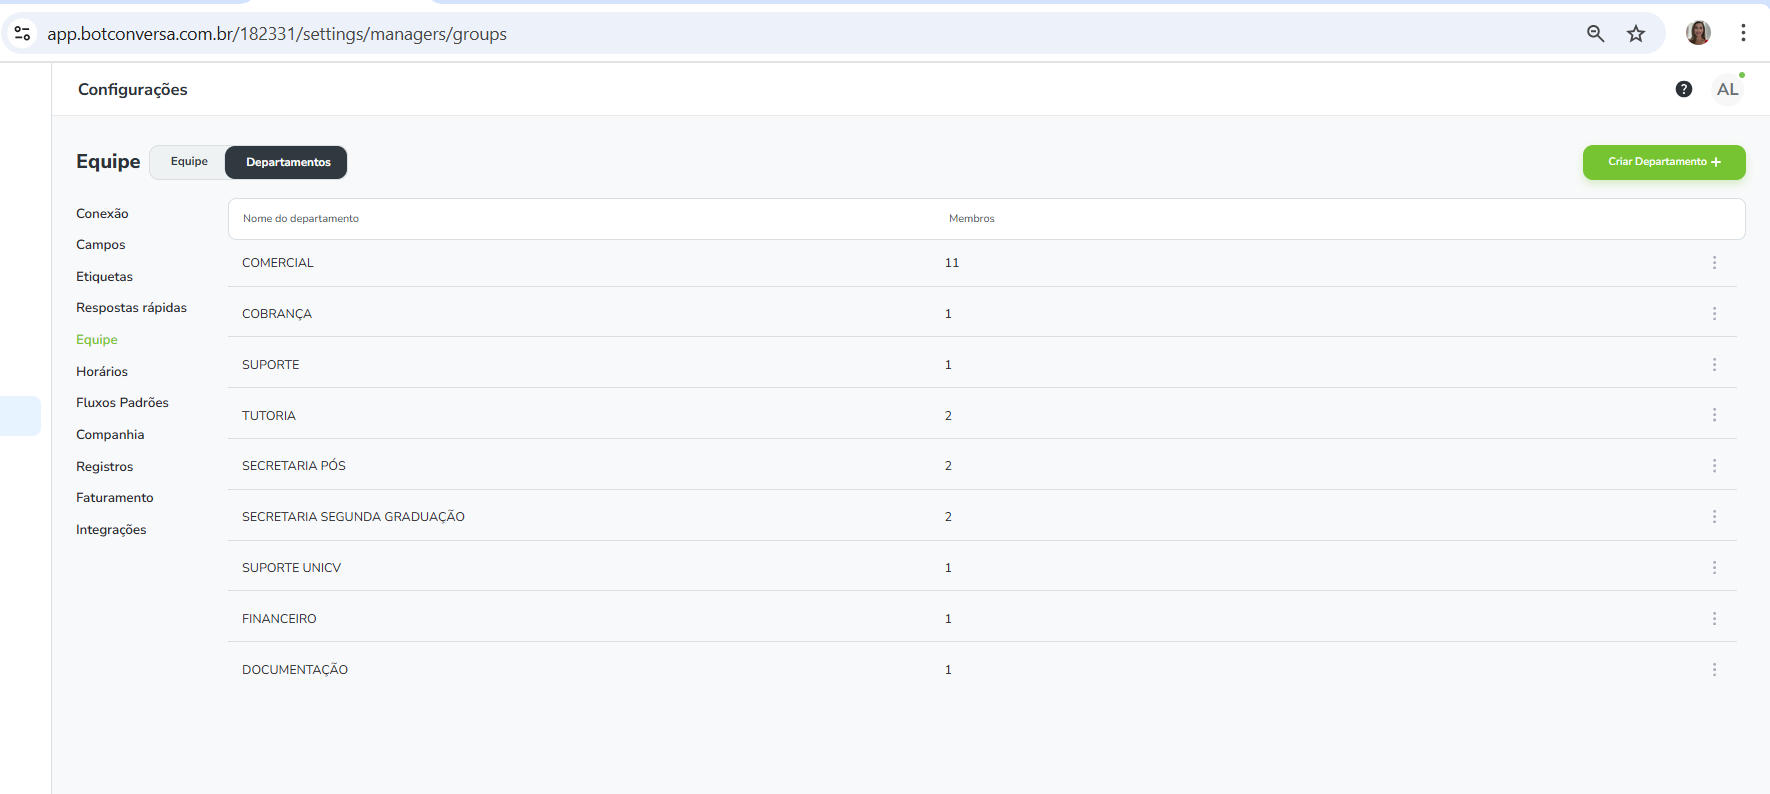 app.botconversa.com.br/182331/settings/managers/groups
Configurações
? AL
Equipe Equipe Departamentos Criar Departamento +
Conexão
Campos
Etiquetas
Respostas rápidas
Equipe
Horários
Fluxos Padrões
Companhia
Registros
Faturamento
Integrações
Nome do departamento Membros
COMERCIAL 11
COBRANÇA 1
SUPORTE 1
TUTORIA 2
SECRETARIA PÓS 2
SECRETARIA SEGUNDA GRADUAÇÃO 2
SUPORTE UNICV 1
FINANCEIRO 1
DOCUMENTAÇÃO 1